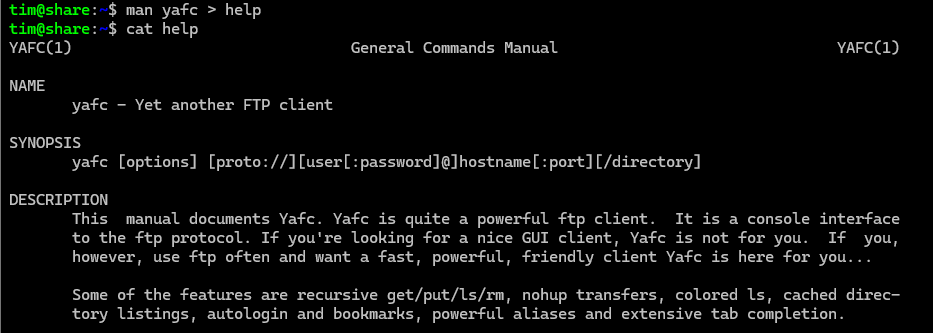 tim@share:~$ man yafc > help
tim@share:~$ cat help
YAFC(1) General Commands Manual YAFC(1)
NAME
yafc – Yet another FTP client
SYNOPSIS
yafc [options] [proto://][user[:password]@]hostname[:port][/directory]
DESCRIPTION
This manual documents Yafc. Yafc is quite a powerful ftp client. It is a console interface
to the ftp protocol. If you're looking for a nice GUI client, Yafc is not for you. If you,
however, use ftp often and want a fast, powerful, friendly client Yafc is here for you...
Some of the features are recursive get/put/ls/rm, nohup transfers, colored ls, cached direc‐
tory listings, autologin and bookmarks, powerful aliases and extensive tab completion.